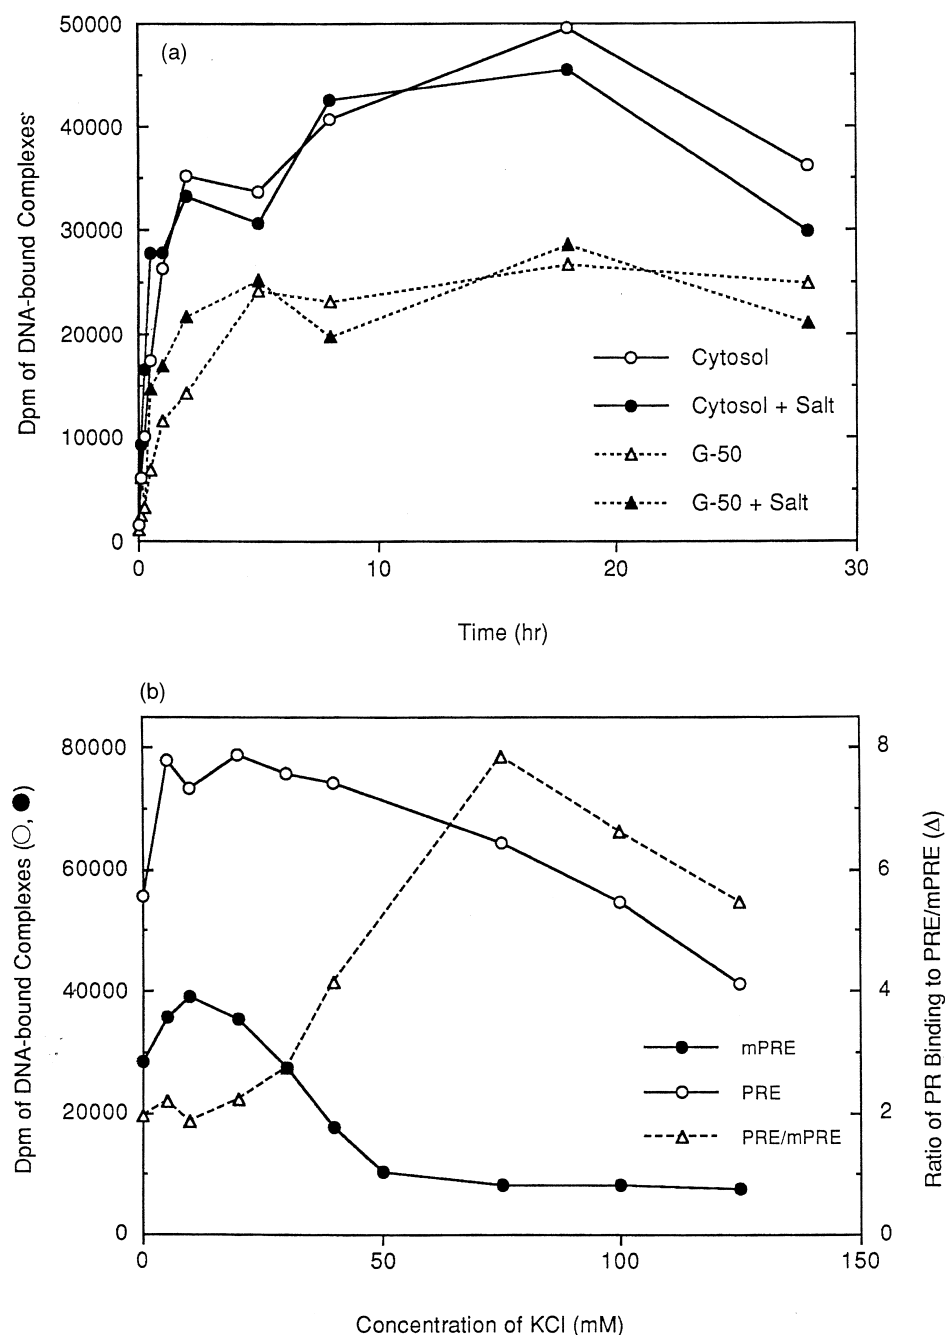 (a)
50000
40000
30000
20000
10000
0
Dpm of DNA-bound Complexes
0 10 20 30
Time (hr)
Cytosol
Cytosol + Salt
G-50
G-50 + Salt
(b)
80000
60000
40000
20000
0
Dpm of DNA-bound Complexes (○, ●)
8
6
4
2
0
Ratio of PR Binding to PRE/mPRE (Δ)
mPRE
PRE
PRE/mPRE
0 50 100 150
Concentration of KCl (mM)